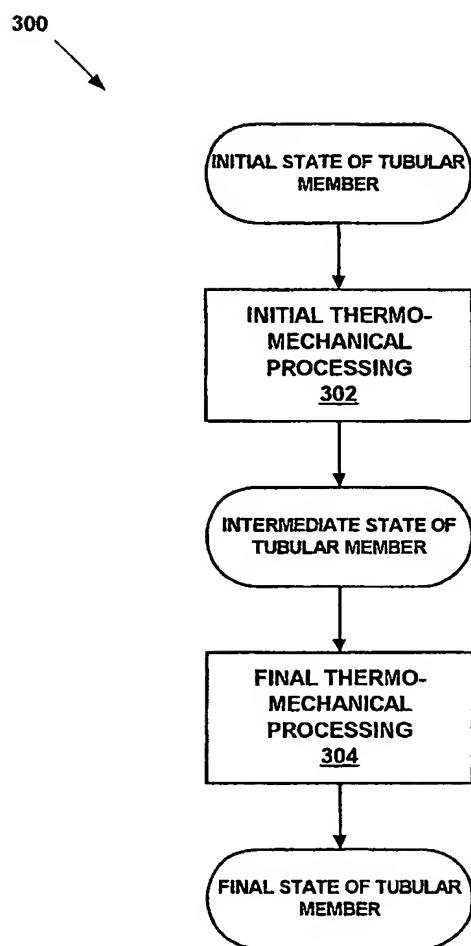 300
INITIAL STATE OF TUBULAR
MEMBER
INITIAL THERMO-
MECHANICAL
PROCESSING
302
INTERMEDIATE STATE OF
TUBULAR MEMBER
FINAL THERMO-
MECHANICAL
PROCESSING
304
FINAL STATE OF TUBULAR
MEMBER